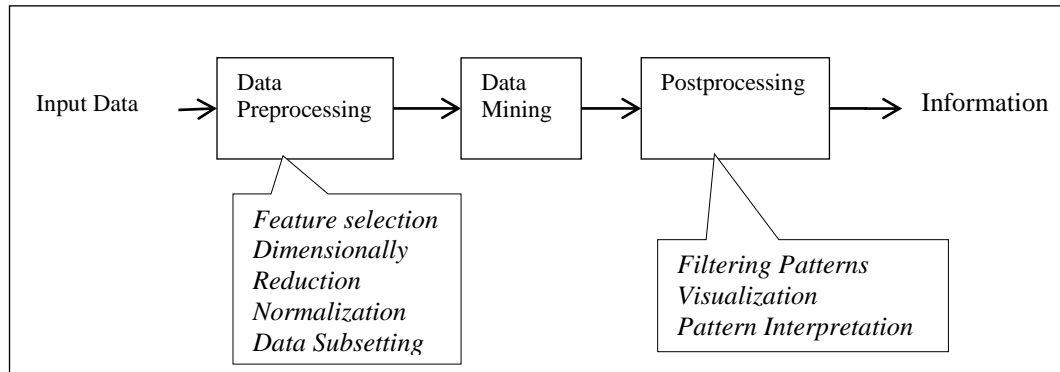 Input Data
Data
Preprocessing
Data
Mining
Postprocessing
Information
Feature selection
Dimensionally
Reduction
Normalization
Data Subsetting
Filtering Patterns
Visualization
Pattern Interpretation